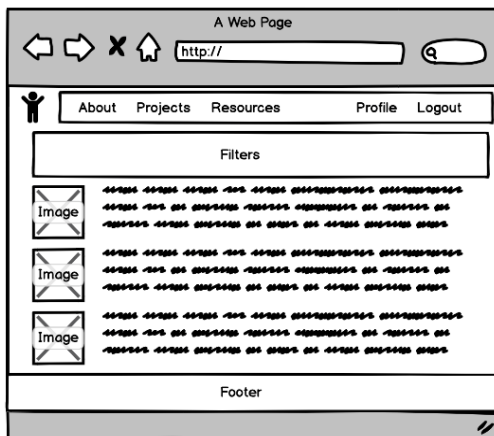 A Web Page
http://
About Projects Resources Profile Logout
Filters
Image
Image
Image
Footer